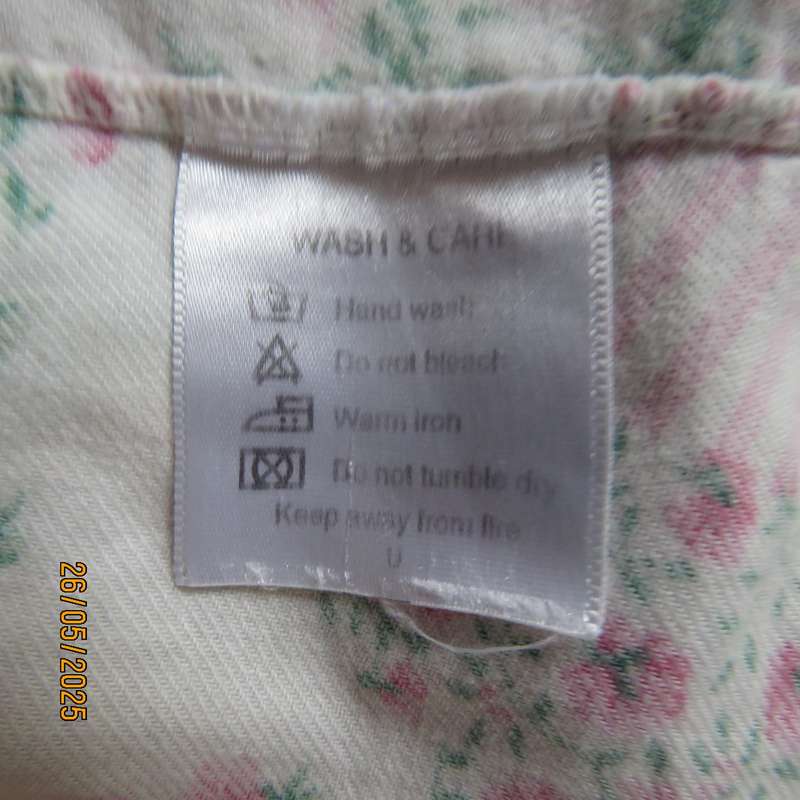 WASH & CARE
Hand wash
Do not bleach
Warm iron
Do not tumble dry
Keep away from fire
U
26/05/2025